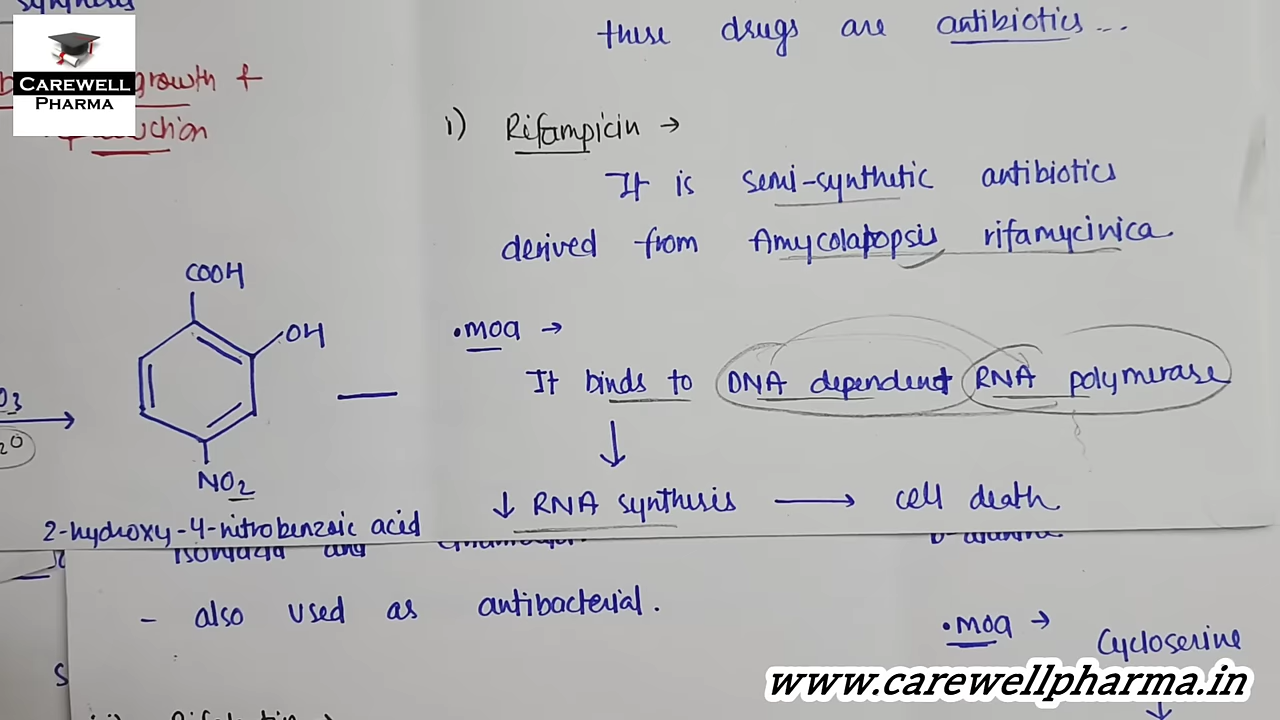 synthesis
CAREWELL
PHARMA
growth +
these drugs are antibiotics...
i) Rifampicin →
It is semi-synthetic antibiotics
derived from Amycolatopsis rifamycinica
•moa →
It binds to DNA dependent RNA polymerase
↓
↓ RNA synthesis → cell death
COOH
OH
NO2
2-hydroxy-4-nitrobenzoic acid
- also used as antibacterial.
•moa →
Cycloserine
www.carewellpharma.in